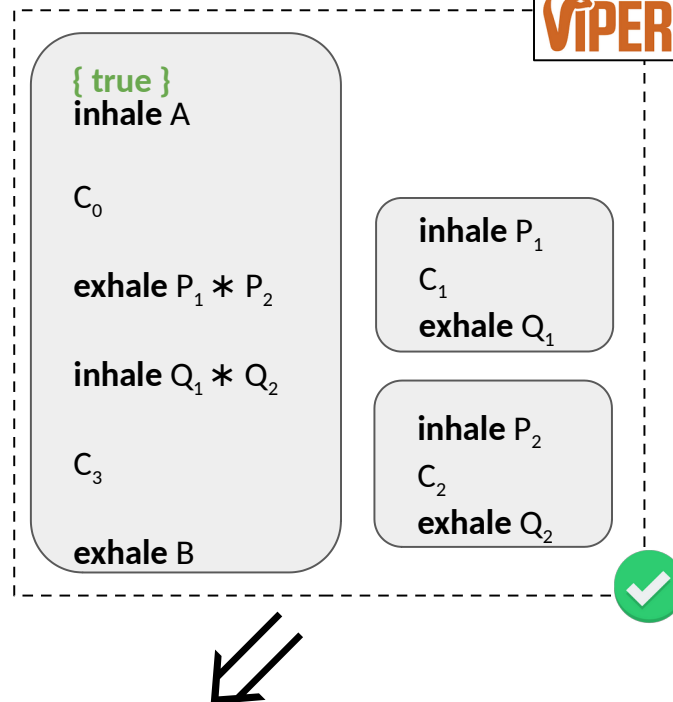 VIPER
{ true }
inhale A
C₀
exhale P₁ ∗ P₂
inhale Q₁ ∗ Q₂
C₃
exhale B
inhale P₁
C₁
exhale Q₁
inhale P₂
C₂
exhale Q₂